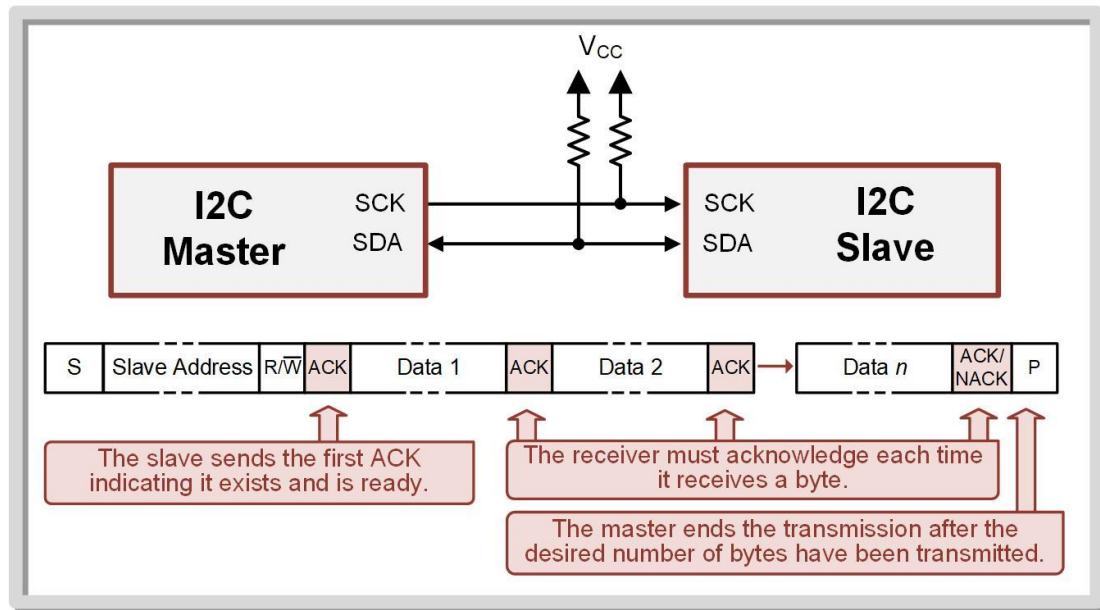 VCC
I2C
Master
SCK
SDA
SCK
SDA
I2C
Slave
S
Slave Address
R/W̅
ACK
Data 1
ACK
Data 2
ACK
Data n
ACK/
NACK
P
The slave sends the first ACK
indicating it exists and is ready.
The receiver must acknowledge each time
it receives a byte.
The master ends the transmission after the
desired number of bytes have been transmitted.